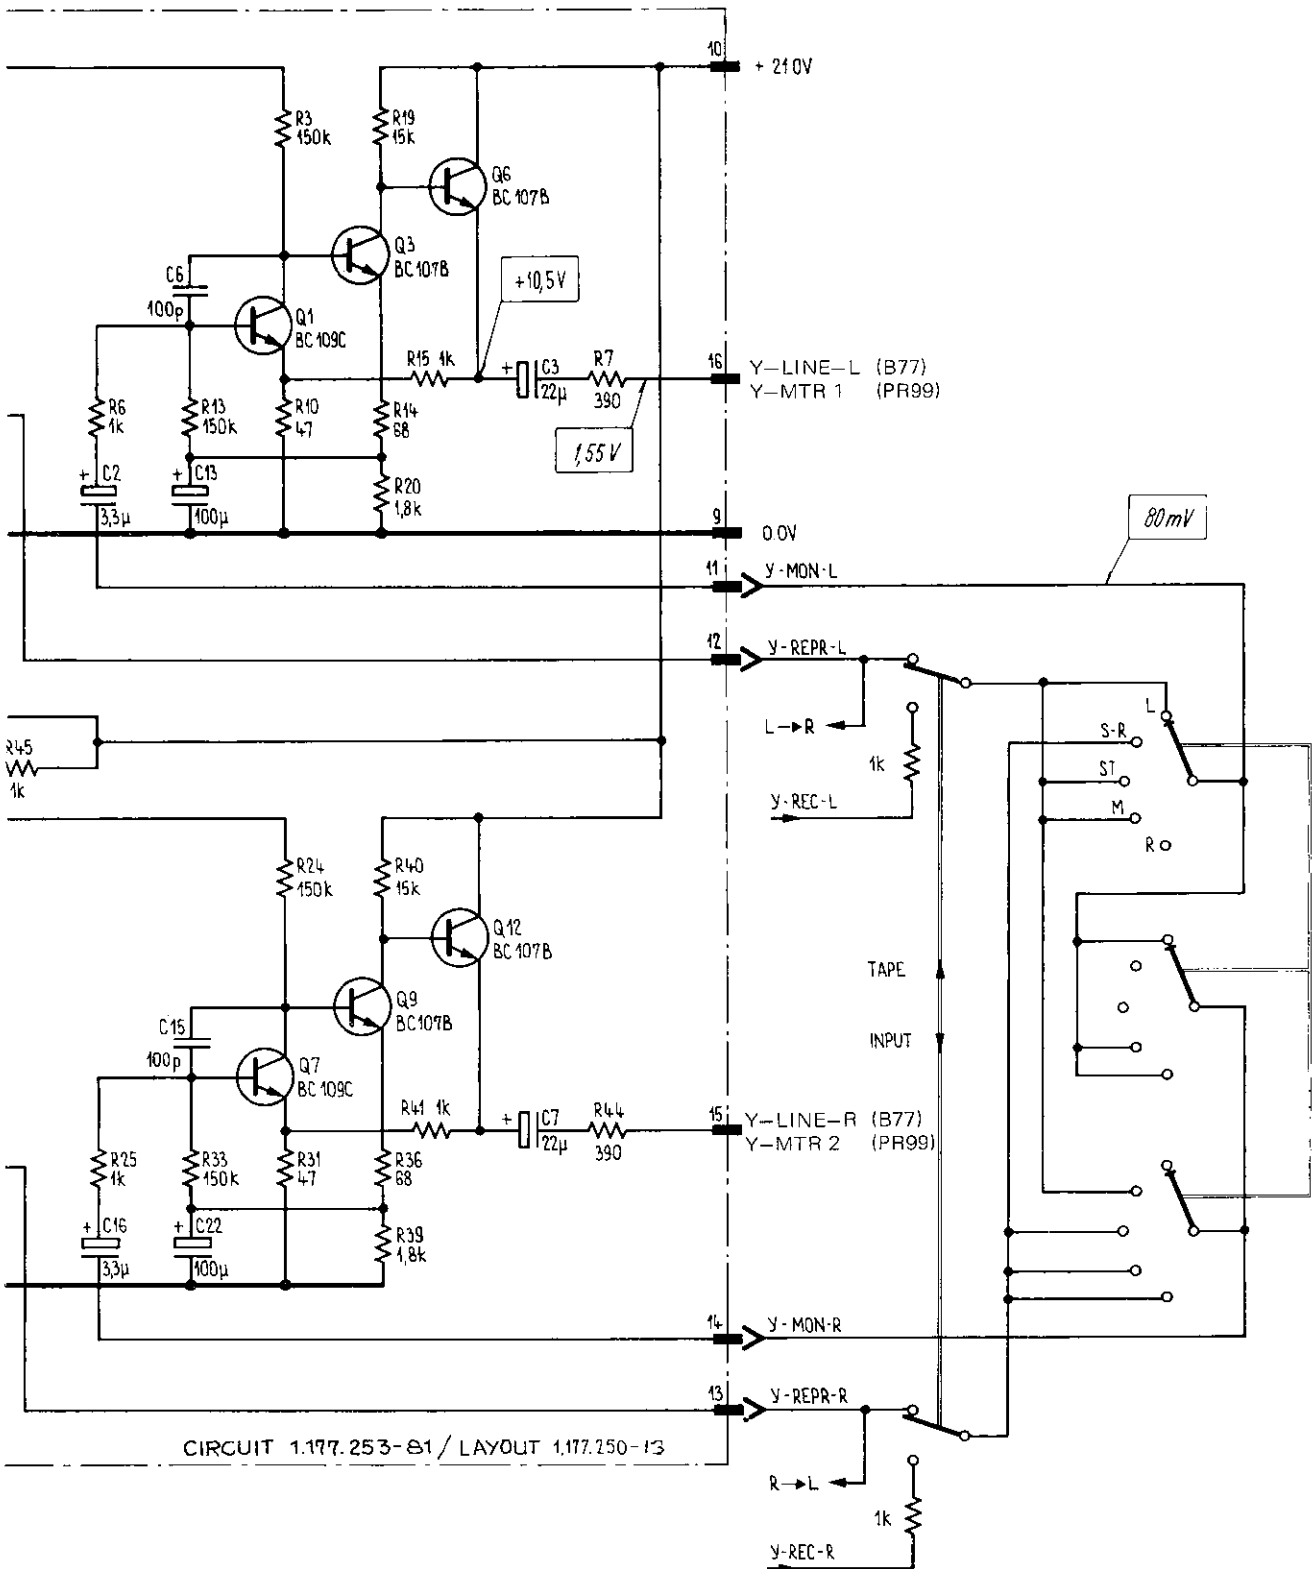 10
+ 21.0V
R3
150k
R19
15k
Q6
BC 107B
Q3
BC 107B
C6
100p
+10,5V
Q1
BC 109C
R15 1k
+ C3
22µ
R7
390
16
Y-LINE-L (B77)
Y-MTR 1 (PR99)
R6
1k
R13
150k
R10
47
R14
68
1,55V
+ C2
3,3µ
+ C13
100µ
R20
1,8k
9
0.0V
80mV
11
Y-MON-L
12
Y-REPR-L
L→R
1k
Y-REC-L
L
S-R
ST
M
R
R45
1k
R24
150k
R40
15k
Q12
BC 107B
Q9
BC107B
TAPE
INPUT
C15
100p
Q7
BC 109C
R41 1k
+ C7
22µ
R44
390
15
Y-LINE-R (B77)
Y-MTR 2 (PR99)
R25
1k
R33
150k
R31
47
R36
68
+ C16
3,3µ
+ C22
100µ
R39
1,8k
14
Y-MON-R
13
Y-REPR-R
CIRCUIT 1.177.253-81 / LAYOUT 1.177.250-13
R→L
1k
Y-REC-R